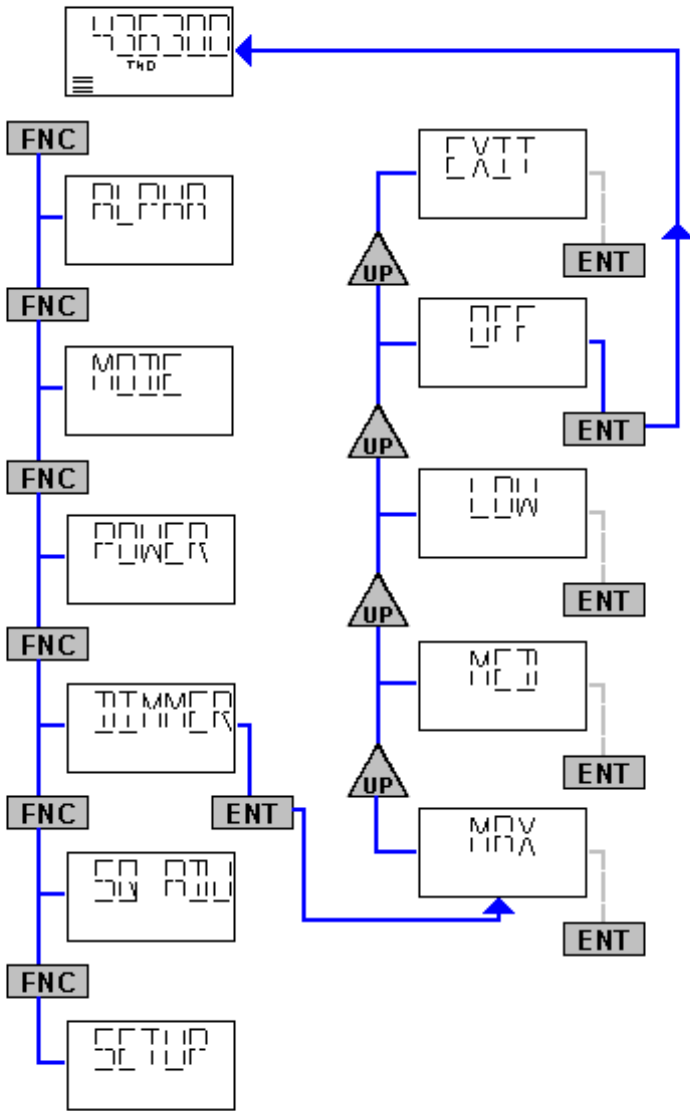 436300
TMO
FNC
ALPHA
FNC
MODE
FNC
POWER
FNC
DIMMER
ENT
FNC
SQ ADJ
FNC
SETUP
EXIT
ENT
UP
OFF
ENT
UP
LOW
ENT
UP
MED
ENT
UP
MAX
ENT